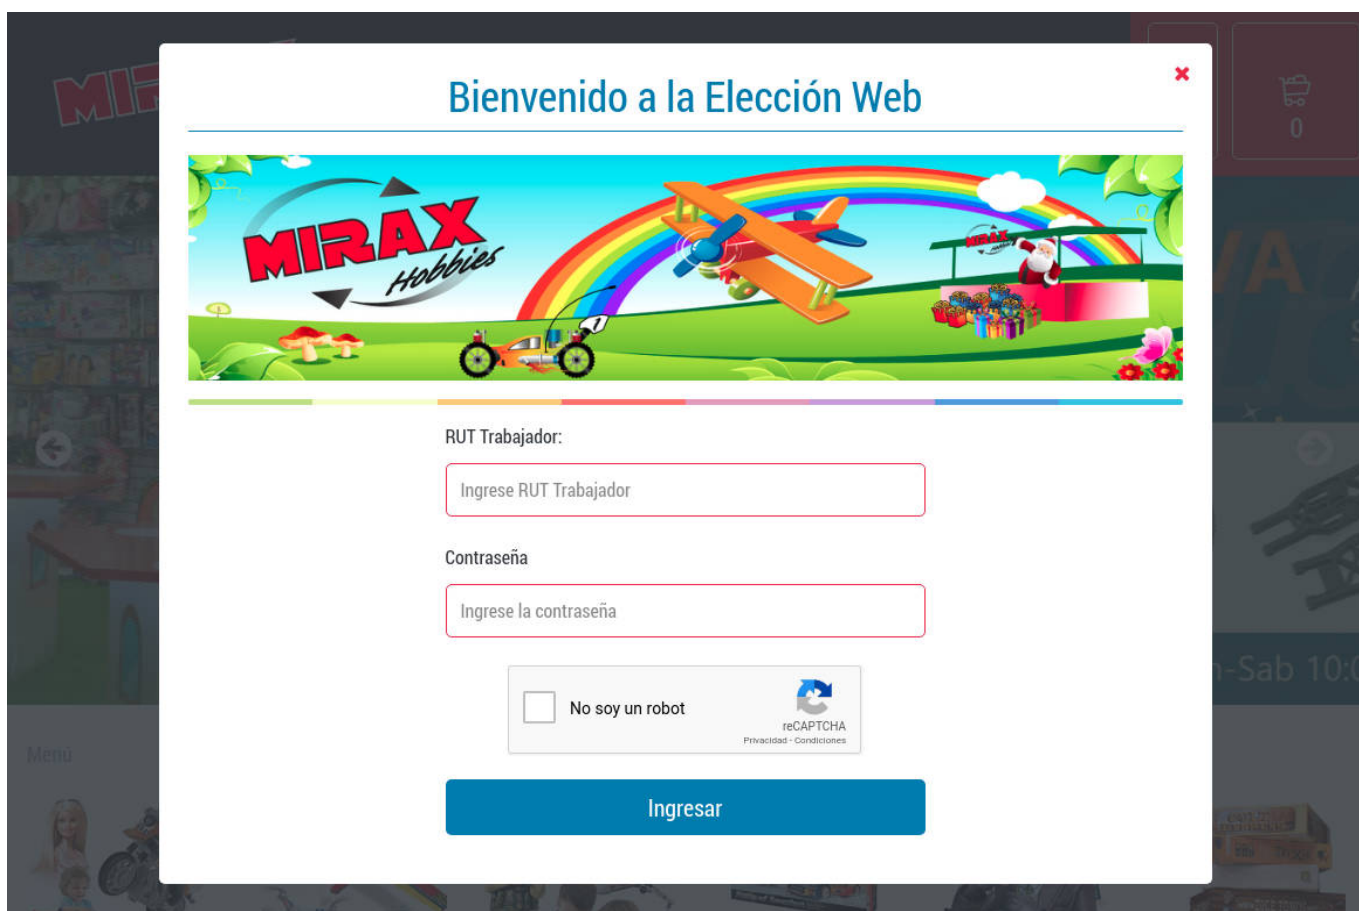 Bienvenido a la Elección Web
0
MIRAX
Hobbies
MIRAX
RUT Trabajador:
Ingrese RUT Trabajador
Contraseña
Ingrese la contraseña
No soy un robot
reCAPTCHA
Privacidad - Condiciones
Ingresar
Menú